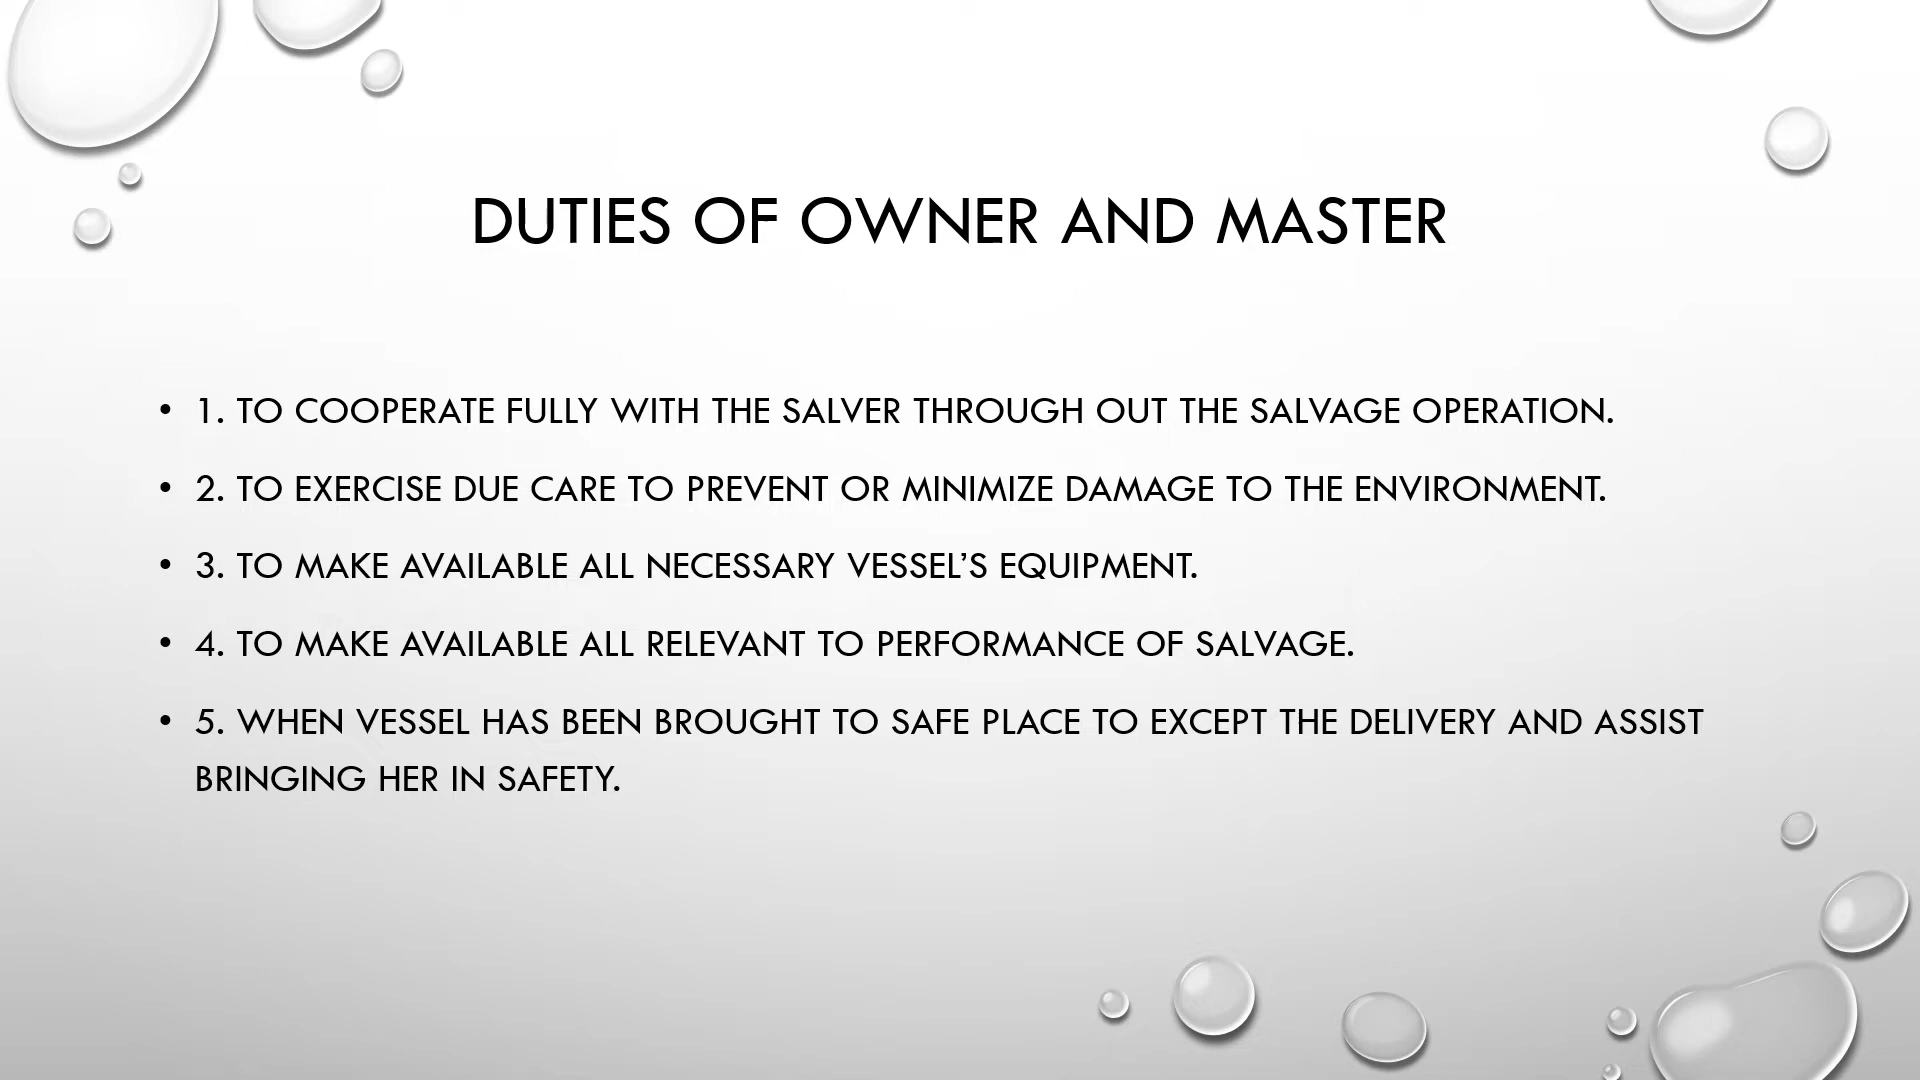 DUTIES OF OWNER AND MASTER
• 1. TO COOPERATE FULLY WITH THE SALVER THROUGH OUT THE SALVAGE OPERATION.
• 2. TO EXERCISE DUE CARE TO PREVENT OR MINIMIZE DAMAGE TO THE ENVIRONMENT.
• 3. TO MAKE AVAILABLE ALL NECESSARY VESSEL’S EQUIPMENT.
• 4. TO MAKE AVAILABLE ALL RELEVANT TO PERFORMANCE OF SALVAGE.
• 5. WHEN VESSEL HAS BEEN BROUGHT TO SAFE PLACE TO EXCEPT THE DELIVERY AND ASSIST
BRINGING HER IN SAFETY.